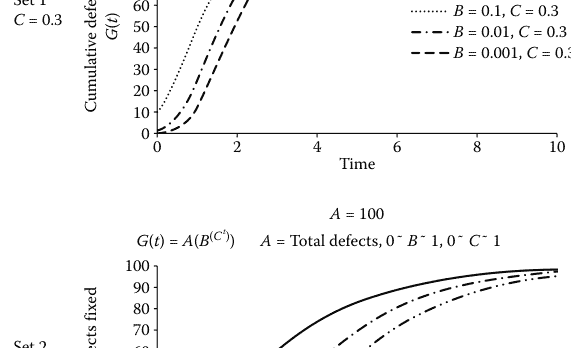 Set 1
C = 0.3
Cumulative
G(t)
60
50
40
30
20
10
0
0 2 4 6 8 10
Time
B = 0.1, C = 0.3
B = 0.01, C = 0.3
B = 0.001, C = 0.3
A = 100
G(t) = A(B^(C^t)) A = Total defects, 0 ˜ B ˜ 1, 0 ˜ C ˜ 1
100
90
80
70
fixed
Set 2